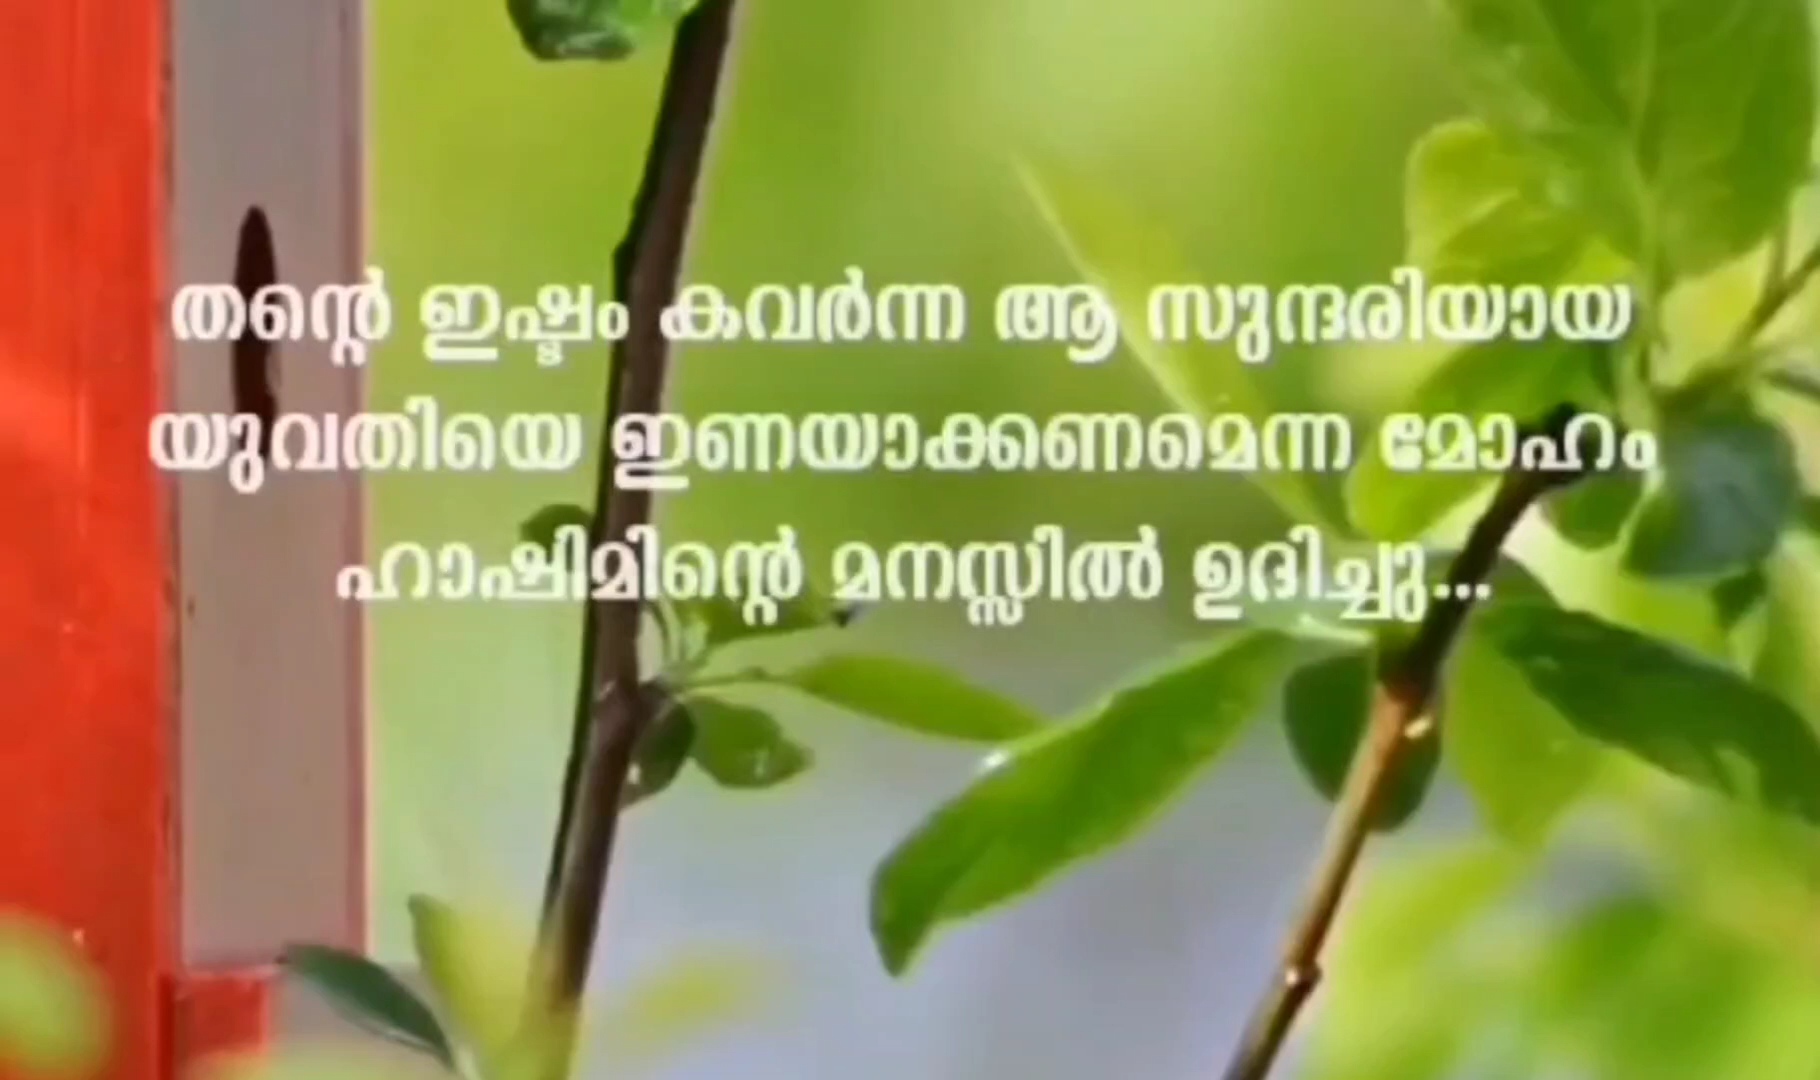 തന്റെ ഇഷ്ടം കവർന്ന ആ സുന്ദരിയായ
യുവതിയെ ഇണയാക്കണമെന്ന മോഹം
ഹാഷിമിന്റെ മനസ്സിൽ ഉദിച്ചു...